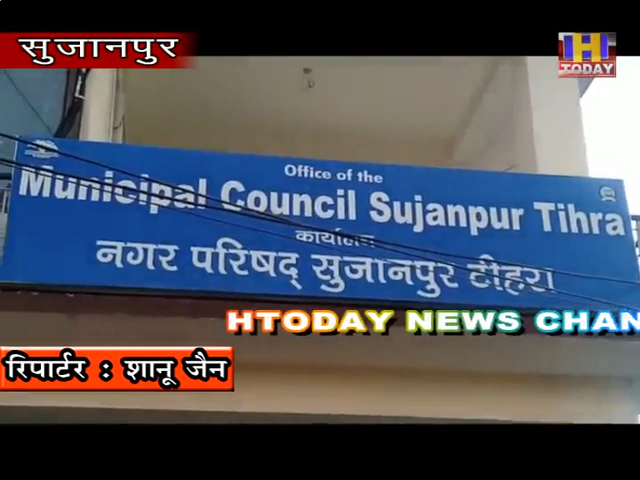 सुजानपुर
H
TODAY
Office of the
Municipal Council Sujanpur Tihra
कार्यालय
नगर परिषद् सुजानपुर टीहरा
HTODAY NEWS CHAN
रिपार्टर : शानू जैन